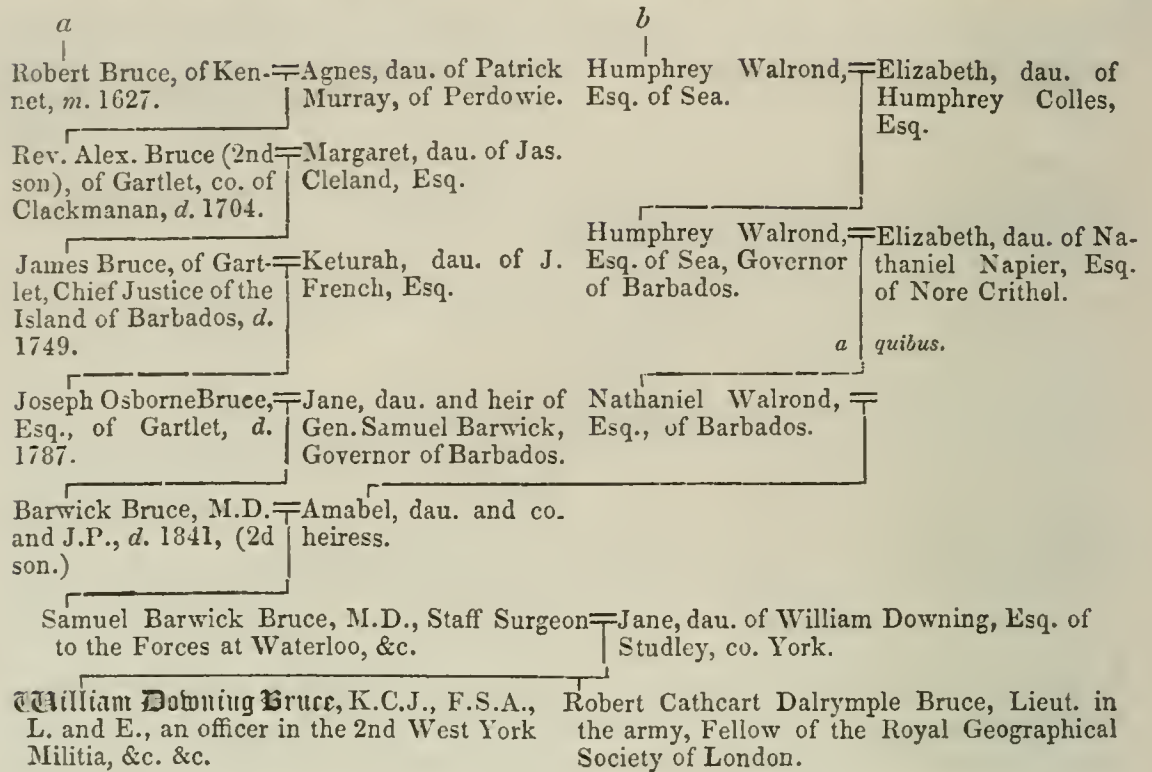 a
b
Robert Bruce, of Ken-
net, m. 1627.
Agnes, dau. of Patrick
Murray, of Perdowie.
Humphrey Walrond,
Esq. of Sea.
Elizabeth, dau. of
Humphrey Colles,
Esq.
Rev. Alex. Bruce (2nd
son), of Gartlet, co. of
Clackmanan, d. 1704.
Margaret, dau. of Jas.
Cleland, Esq.
James Bruce, of Gart-
let, Chief Justice of the
Island of Barbados, d.
1749.
Keturah, dau. of J.
French, Esq.
Humphrey Walrond,
Esq. of Sea, Governor
of Barbados.
Elizabeth, dau. of Na-
thaniel Napier, Esq.
of Nore Crithol.
a quibus.
Joseph Osborne Bruce,
Esq., of Gartlet, d.
1787.
Jane, dau. and heir of
Gen. Samuel Barwick,
Governor of Barbados.
Nathaniel Walrond,
Esq., of Barbados.
Barwick Bruce, M.D.
and J.P., d. 1841, (2d
son.)
Amabel, dau. and co-
heiress.
Samuel Barwick Bruce, M.D., Staff Surgeon
to the Forces at Waterloo, &c.
Jane, dau. of William Downing, Esq. of
Studley, co. York.
William Downing Bruce, K.C.J., F.S.A.,
L. and E., an officer in the 2nd West York
Militia, &c. &c.
Robert Cathcart Dalrymple Bruce, Lieut. in
the army, Fellow of the Royal Geographical
Society of London.